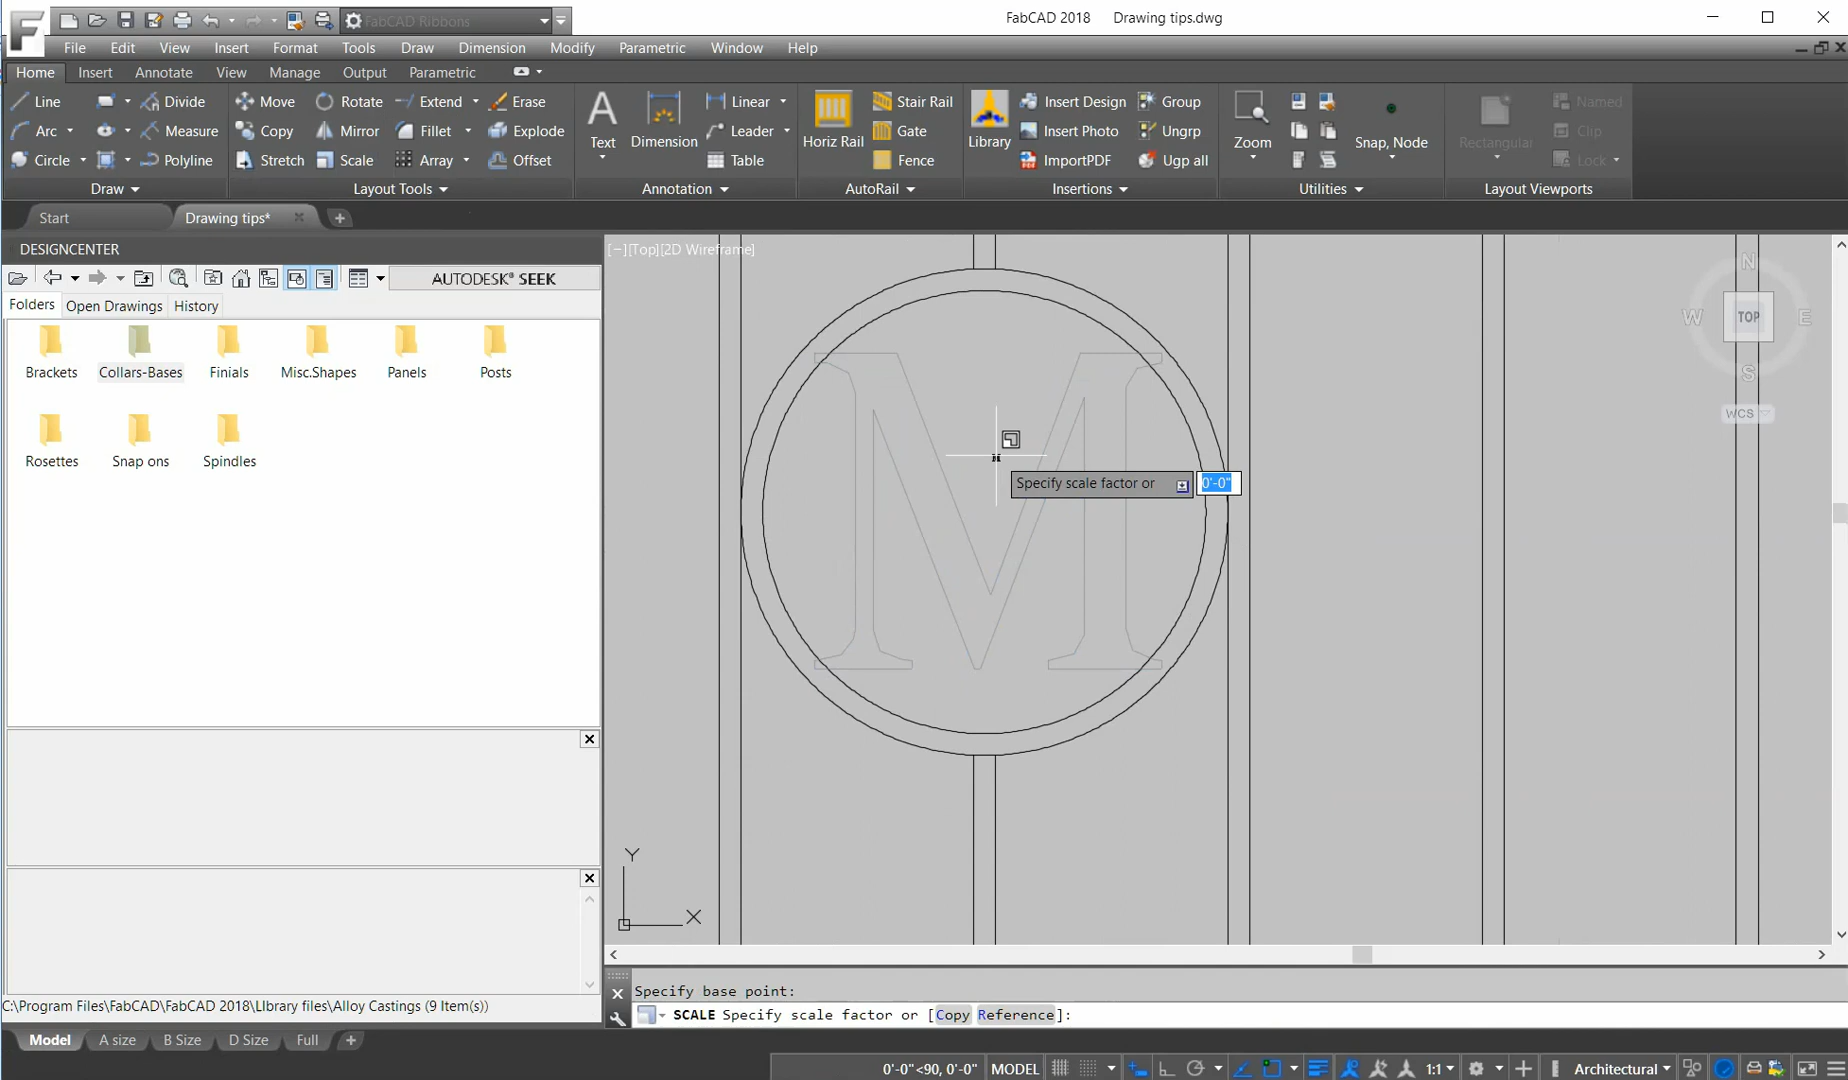 FabCAD Ribbons
FabCAD 2018 Drawing tips.dwg
F
File Edit View Insert Format Tools Draw Dimension Modify Parametric Window Help
Home Insert Annotate View Manage Output Parametric
Line Divide Move Rotate Extend Erase Linear Stair Rail Insert Design Group Named
Arc Measure Copy Mirror Fillet Explode Text Dimension Leader Horiz Rail Gate Library Insert Photo Ungrp Zoom Snap, Node Rectangular Clip
Circle Polyline Stretch Scale Array Offset Table Fence ImportPDF Ugp all Lock
Draw Layout Tools Annotation AutoRail Insertions Utilities Layout Viewports
Start Drawing tips*
DESIGNCENTER
[−][Top][2D Wireframe]
AUTODESK® SEEK
Folders Open Drawings History
Brackets Collars-Bases Finials Misc.Shapes Panels Posts
Rosettes Snap ons Spindles
N
W TOP E
S
WCS
M
Specify scale factor or 0'-0"
Y
X
Specify base point:
SCALE Specify scale factor or [Copy Reference]:
C:\Program Files\FabCAD\FabCAD 2018\LIbrary files\Alloy Castings (9 Item(s))
Model A size B Size D Size Full
0'-0"<90, 0'-0" MODEL 1:1 Architectural